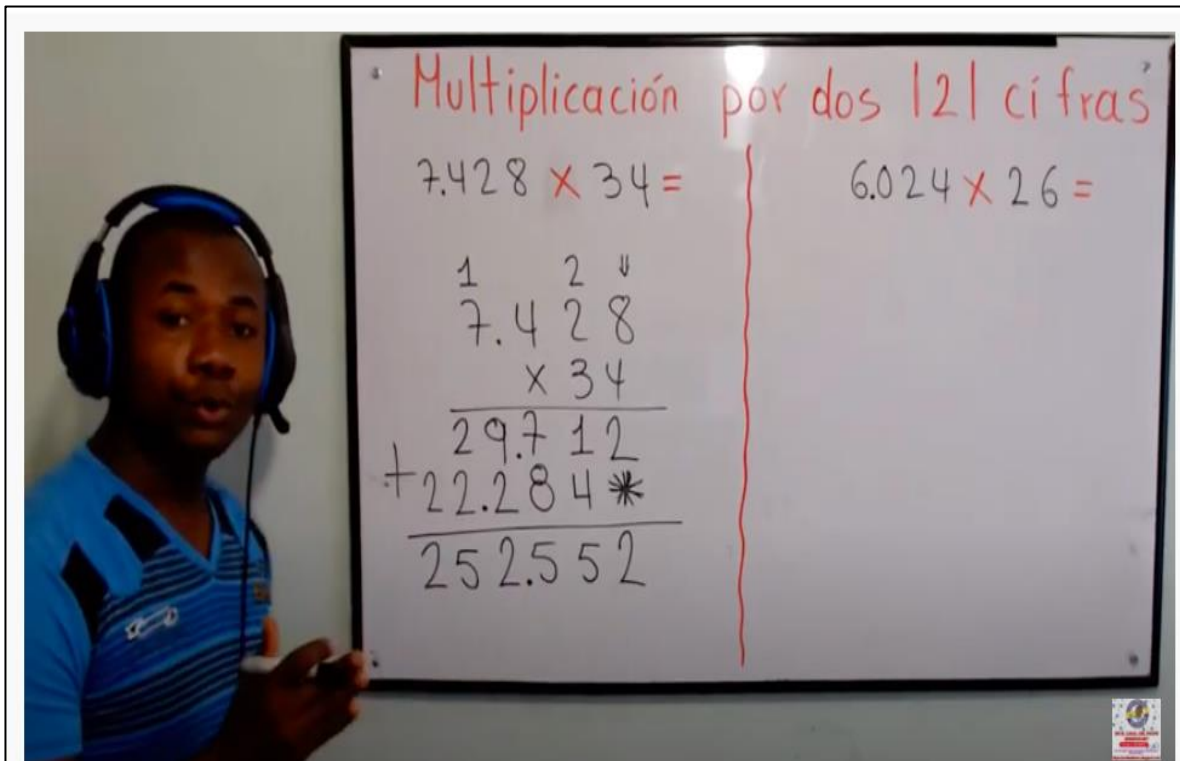 Multiplicación por dos |2| cifras
7.428 x 34 =
1 2 ⇓
7.428
x 34
29.712
+22.284*
252.552
6.024 x 26 =